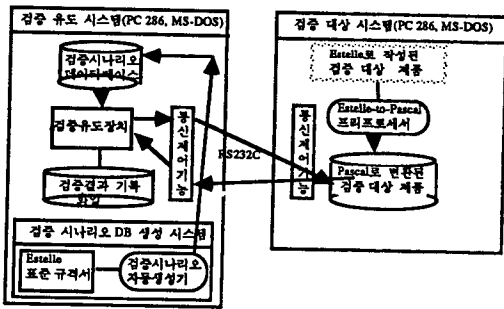 검증 유도 시스템(PC 286, MS-DOS)
검증시나리오
데이타베이스
검증유도장치
검증결과 기록
화일
통신제어기능
검증 시나리오 DB 생성 시스템
Estelle
표준 규격서
검증시나리오
자동생성기
RS232C
검증 대상 시스템(PC 286, MS-DOS)
Estelle로 작성된
검증 대상 제품
Estelle-to-Pascal
프리프로세서
통신제어기능
Pascal로 변환된
검증 대상 제품